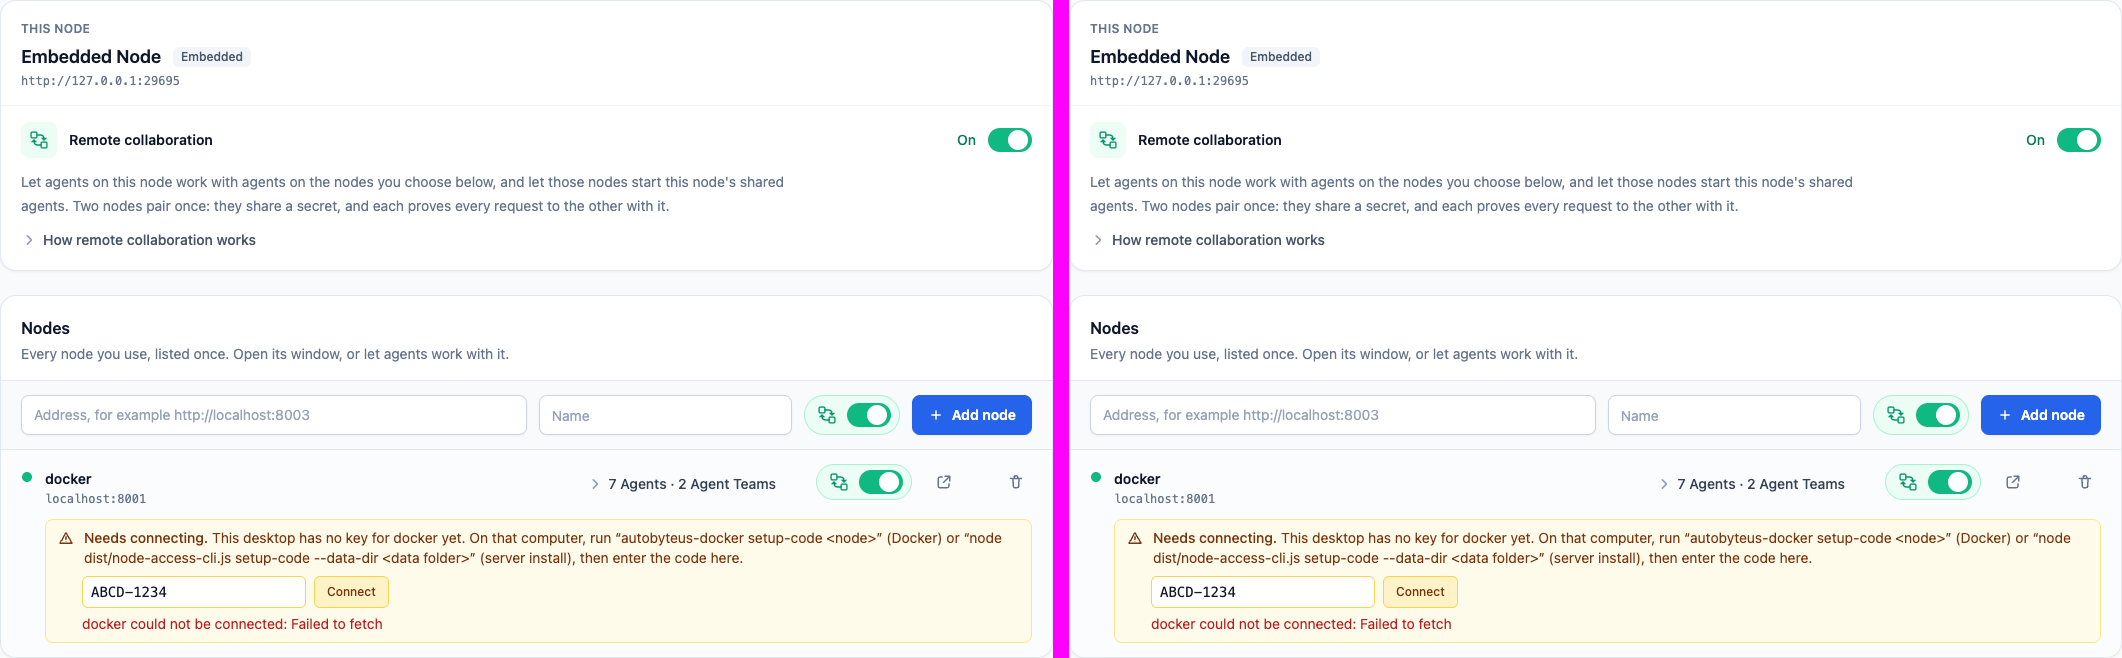 THIS NODE
Embedded Node Embedded
http://127.0.0.1:29695
Remote collaboration On
Let agents on this node work with agents on the nodes you choose below, and let those nodes start this node's shared
agents. Two nodes pair once: they share a secret, and each proves every request to the other with it.
How remote collaboration works
Nodes
Every node you use, listed once. Open its window, or let agents work with it.
Address, for example http://localhost:8003 Name + Add node
docker 7 Agents · 2 Agent Teams
localhost:8001
Needs connecting. This desktop has no key for docker yet. On that computer, run “autobyteus-docker setup-code <node>” (Docker) or “node
dist/node-access-cli.js setup-code --data-dir <data folder>” (server install), then enter the code here.
ABCD-1234 Connect
docker could not be connected: Failed to fetch
THIS NODE
Embedded Node Embedded
http://127.0.0.1:29695
Remote collaboration On
Let agents on this node work with agents on the nodes you choose below, and let those nodes start this node's shared
agents. Two nodes pair once: they share a secret, and each proves every request to the other with it.
How remote collaboration works
Nodes
Every node you use, listed once. Open its window, or let agents work with it.
Address, for example http://localhost:8003 Name + Add node
docker 7 Agents · 2 Agent Teams
localhost:8001
Needs connecting. This desktop has no key for docker yet. On that computer, run “autobyteus-docker setup-code <node>” (Docker) or “node
dist/node-access-cli.js setup-code --data-dir <data folder>” (server install), then enter the code here.
ABCD-1234 Connect
docker could not be connected: Failed to fetch